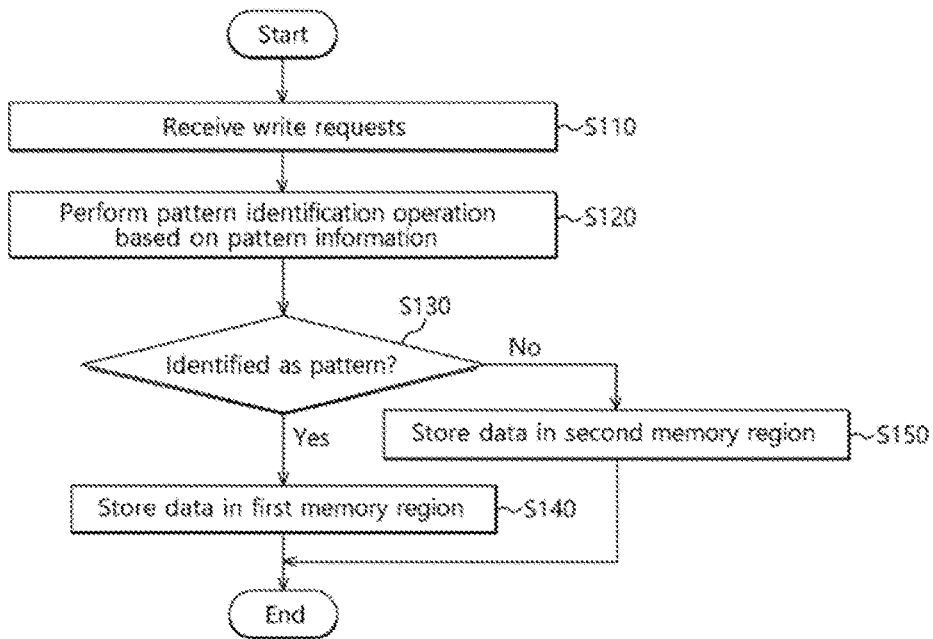 Start
Receive write requests
S110
Perform pattern identification operation
based on pattern information
S120
S130
Identified as pattern?
No
Yes
Store data in second memory region
S150
Store data in first memory region
S140
End